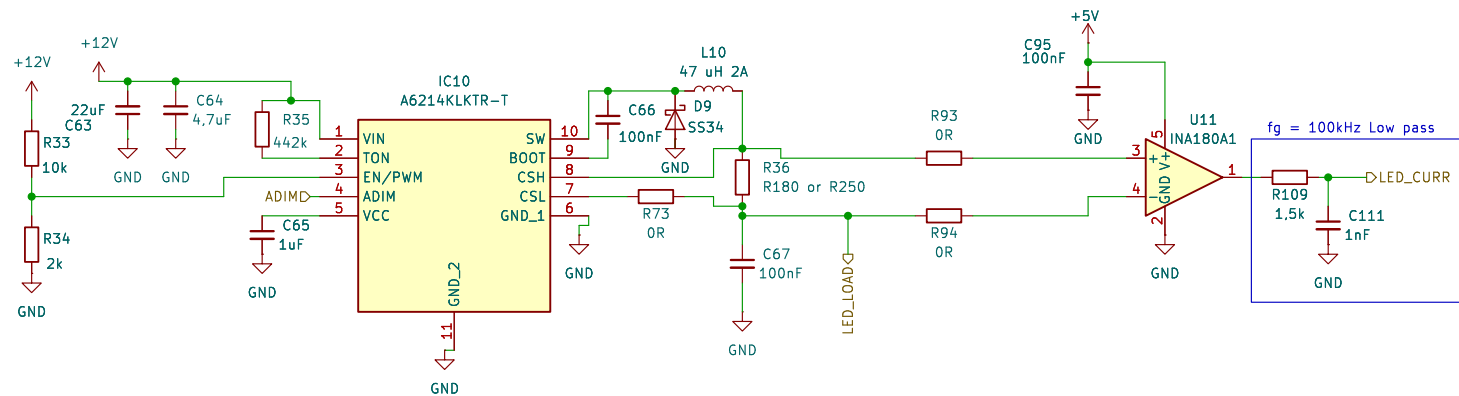 +12V
R33
10k
R34
2k
GND
+12V
22uF
C63
GND
C64
4,7uF
GND
R35
442k
ADIM
C65
1uF
GND
IC10
A6214KLKTR-T
1
VIN
2
TON
3
EN/PWM
4
ADIM
5
VCC
10
SW
9
BOOT
8
CSH
7
CSL
6
GND_1
GND_2
11
GND
C66
100nF
D9
SS34
GND
L10
47 uH 2A
R36
R180 or R250
R73
0R
GND
C67
100nF
GND
LED_LOAD
R93
0R
R94
0R
+5V
C95
100nF
GND
U11
INA180A1
3
+
4
-
5
V+
GND
2
1
GND
fg = 100kHz Low pass
R109
1,5k
LED_CURR
C111
1nF
GND